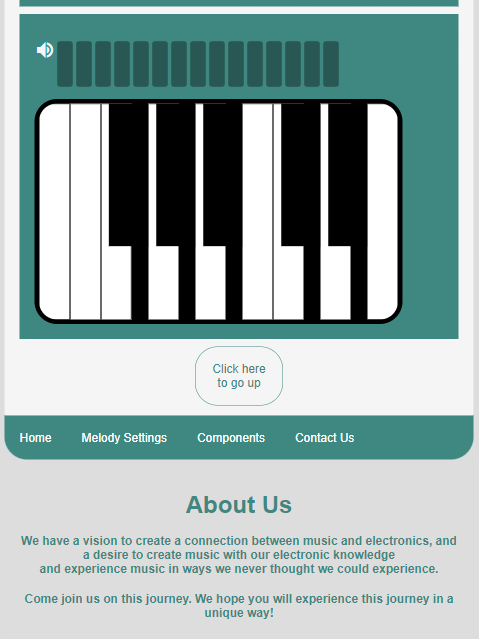 Click here
to go up
Home Melody Settings Components Contact Us
About Us
We have a vision to create a connection between music and electronics, and
a desire to create music with our electronic knowledge
and experience music in ways we never thought we could experience.
Come join us on this journey. We hope you will experience this journey in a
unique way!